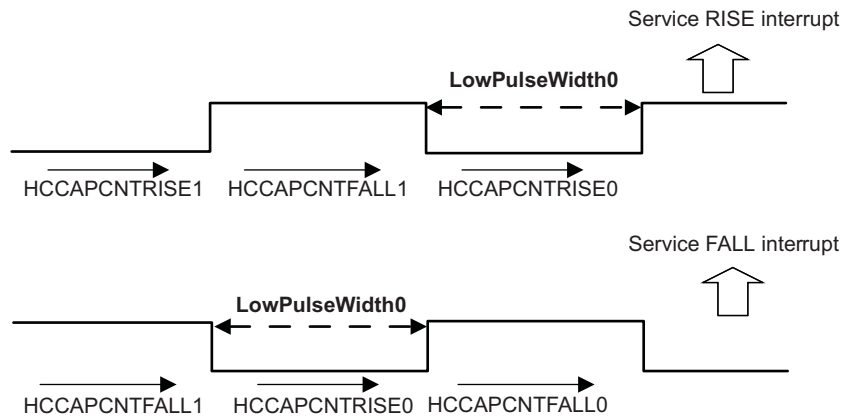 Service RISE interrupt
LowPulseWidth0
HCCAPCNTRISE1
HCCAPCNTFALL1
HCCAPCNTRISE0
Service FALL interrupt
LowPulseWidth0
HCCAPCNTFALL1
HCCAPCNTRISE0
HCCAPCNTFALL0